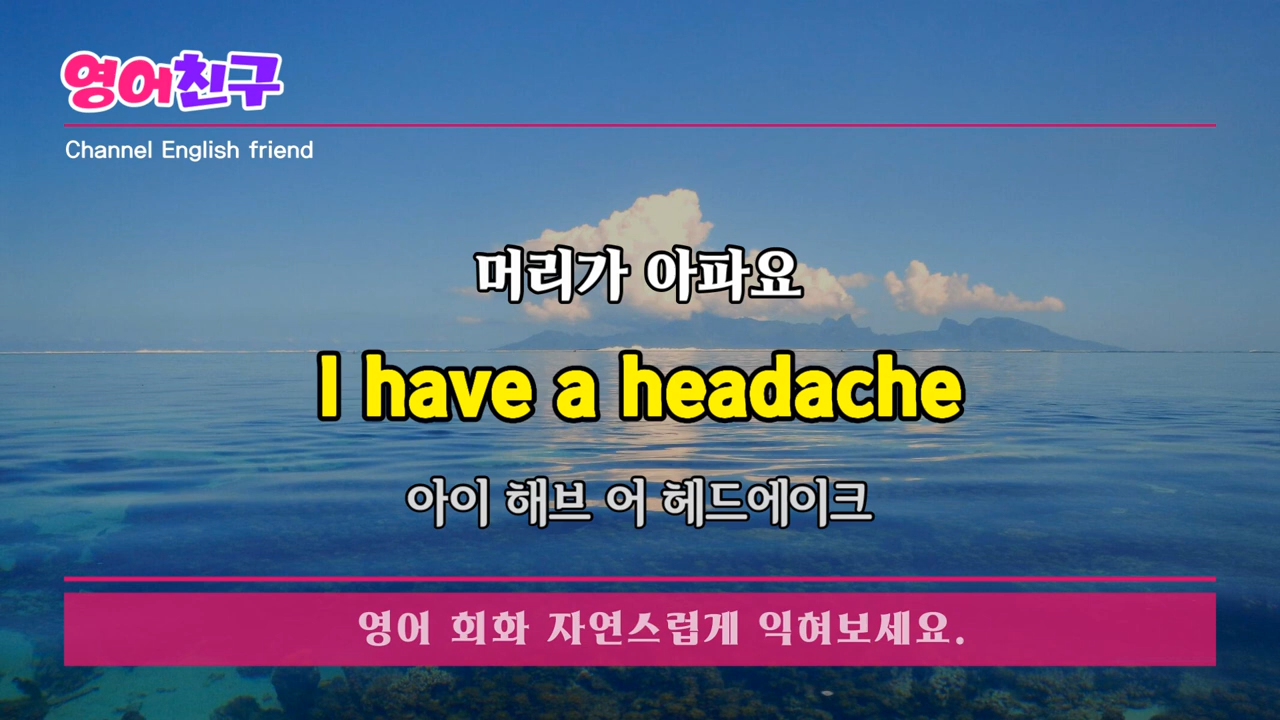 영어친구
Channel English friend
머리가 아파요
I have a headache
아이 해브 어 헤드에이크
영어 회화 자연스럽게 익혀보세요.